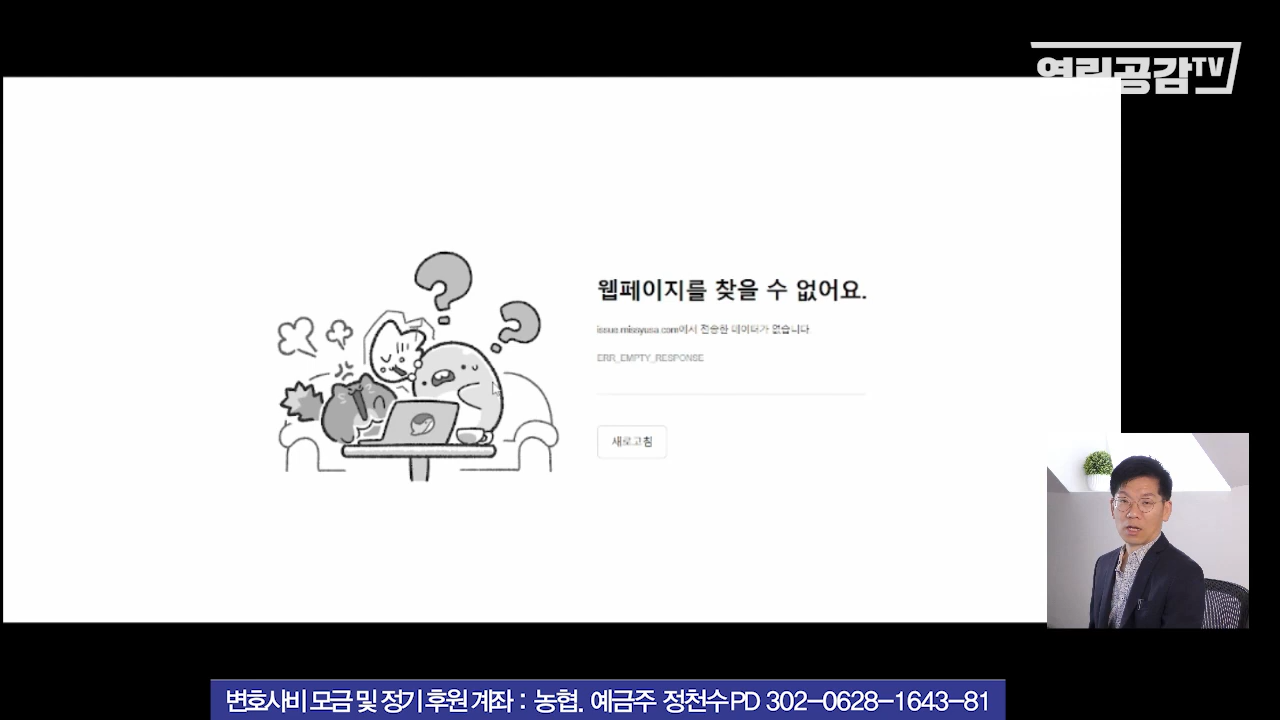 열린공감TV
웹페이지를 찾을 수 없어요.
issue.missyusa.com에서 전송한 데이터가 없습니다
ERR_EMPTY_RESPONSE
새로고침
변호사비 모금 및 정기 후원 계좌 : 농협. 예금주 정천수PD 302-0628-1643-81